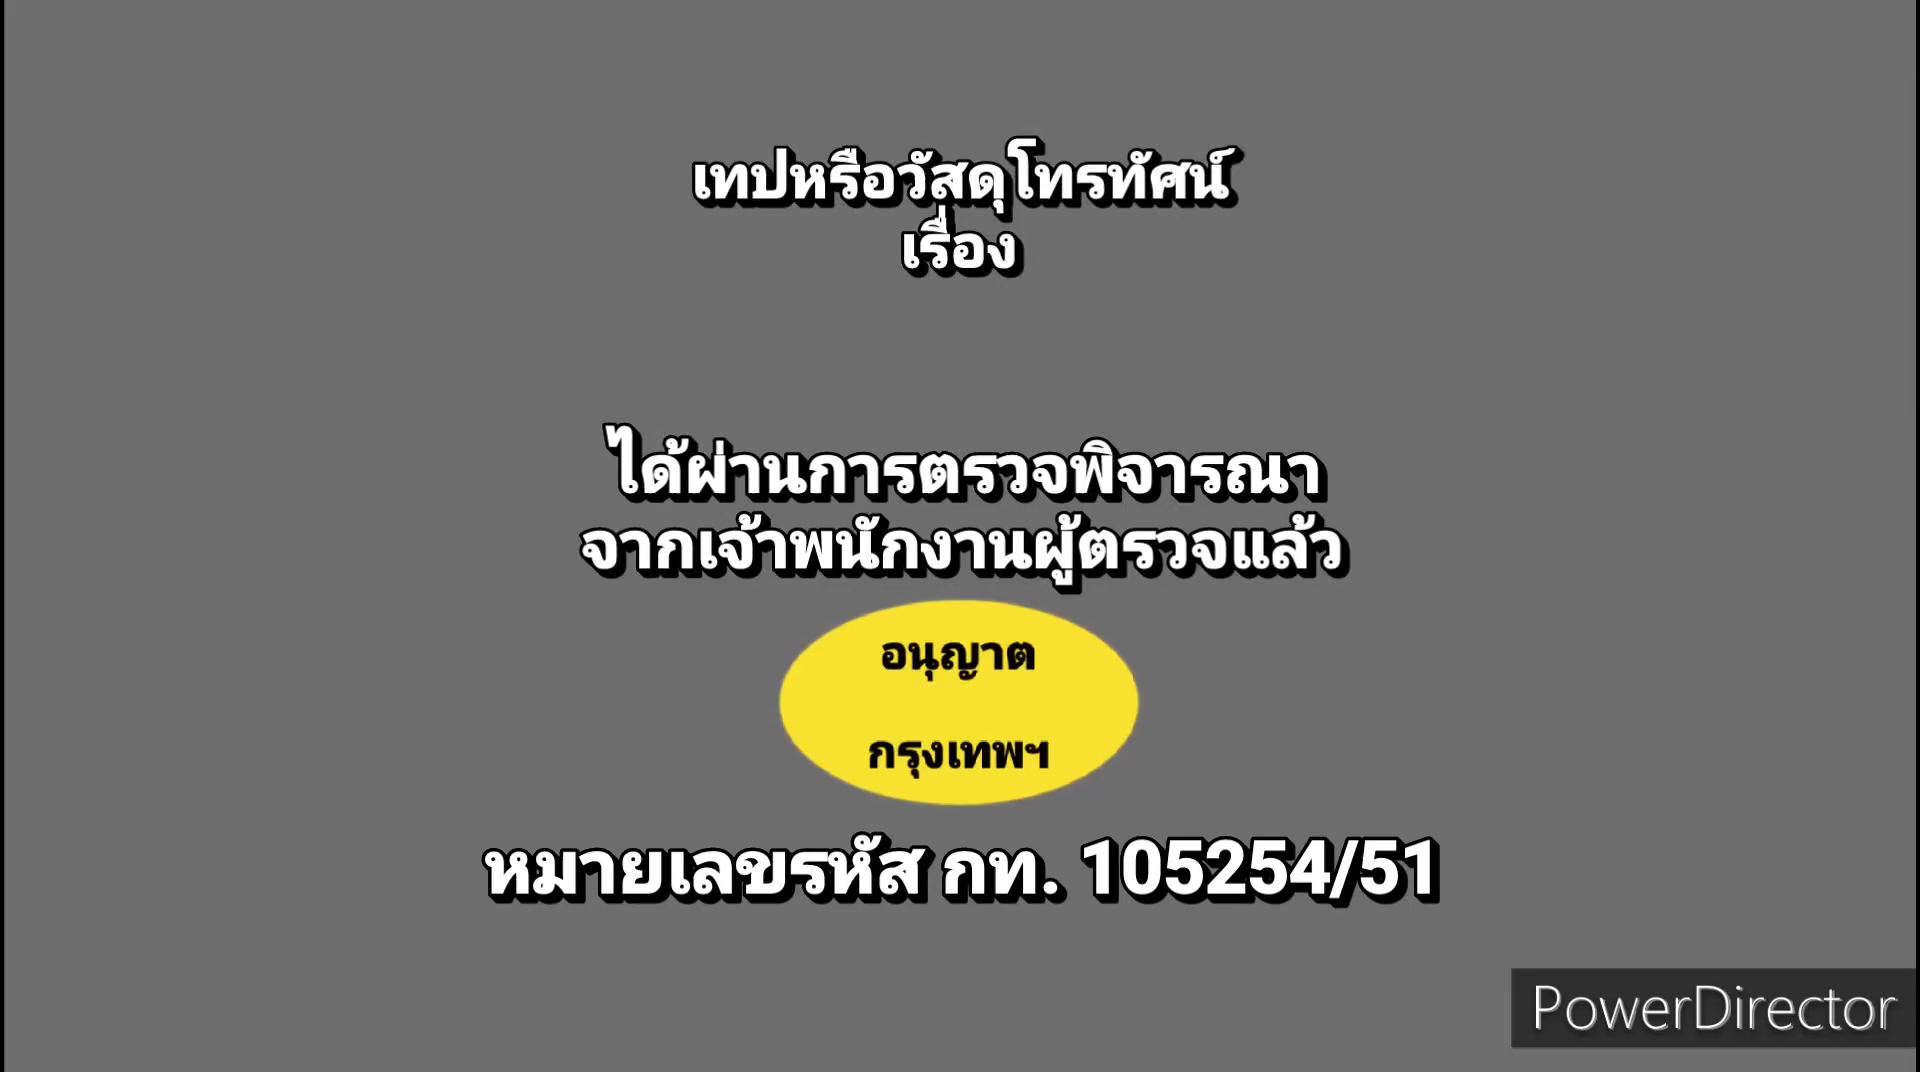 เทปหรือวัสดุโทรทัศน์
เรื่อง
ได้ผ่านการตรวจพิจารณา
จากเจ้าพนักงานผู้ตรวจแล้ว
อนุญาต
กรุงเทพฯ
หมายเลขรหัส กท. 105254/51
PowerDirector